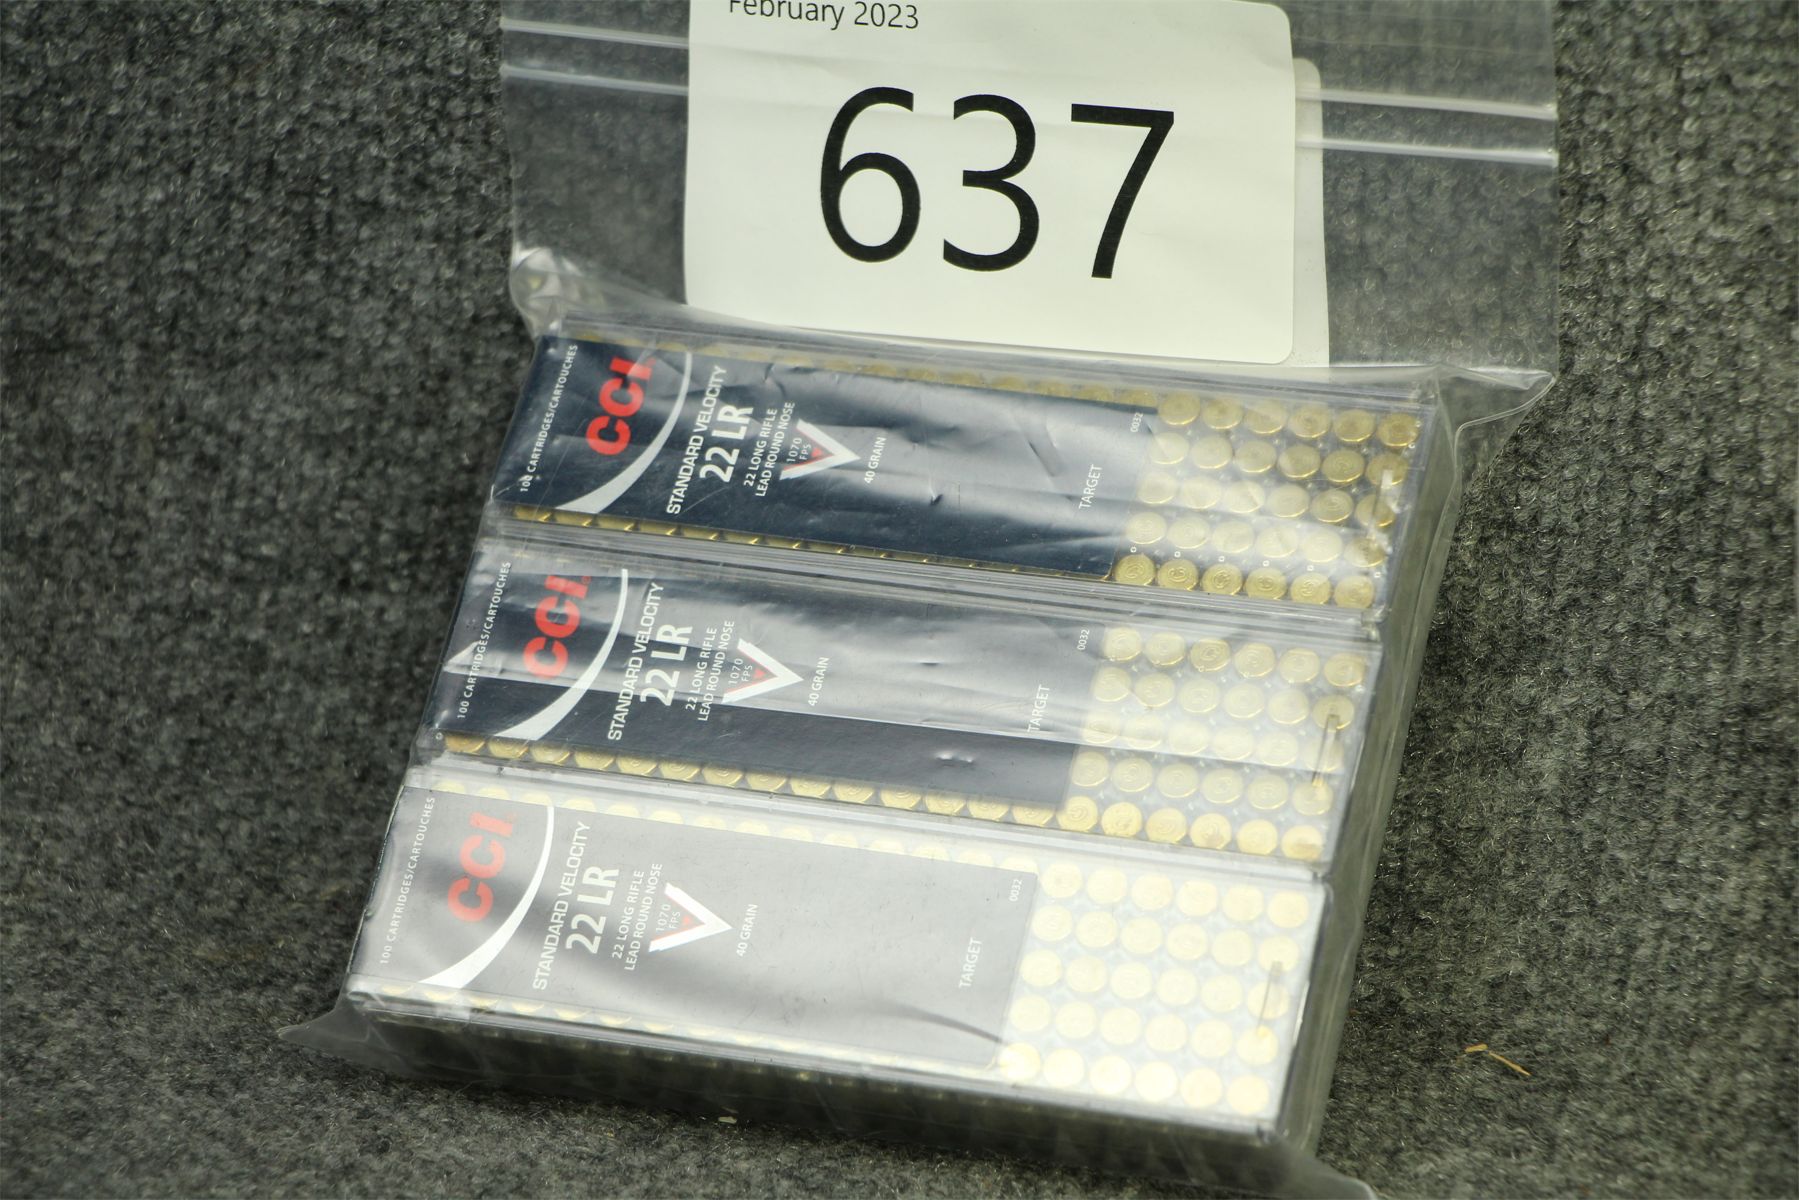 February 2023
637
100 CARTRIDGES/CARTOUCHES
CCI
STANDARD VELOCITY
22 LR
22 LONG RIFLE
LEAD ROUND NOSE
1070
FPS
40 GRAIN
TARGET
0032
100 CARTRIDGES/CARTOUCHES
CCI
STANDARD VELOCITY
22 LR
22 LONG RIFLE
LEAD ROUND NOSE
1070
FPS
40 GRAIN
TARGET
0032
100 CARTRIDGES/CARTOUCHES
CCI
STANDARD VELOCITY
22 LR
22 LONG RIFLE
LEAD ROUND NOSE
1070
FPS
40 GRAIN
TARGET
0032